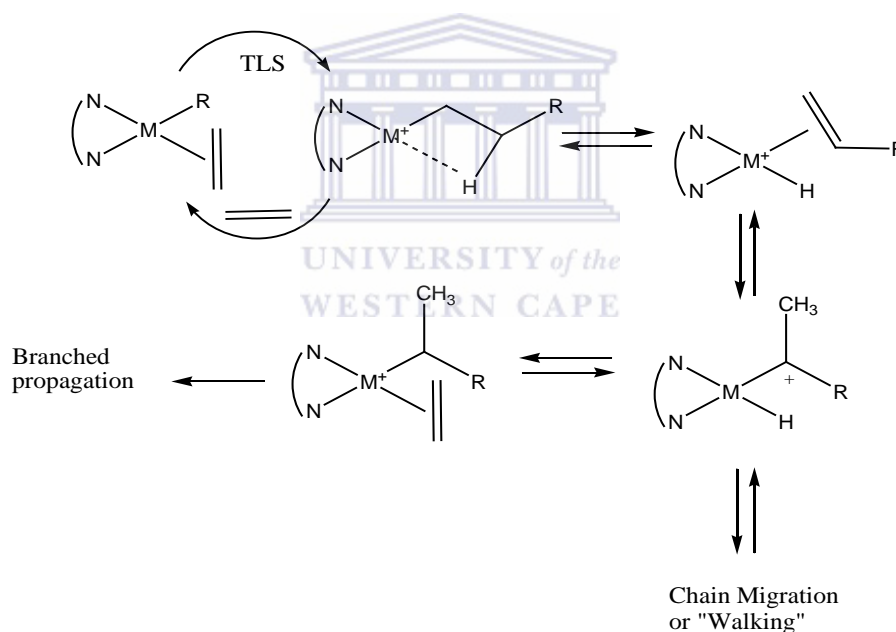 TLS
N
N
M
R
N
N
M+
H
R
N
N
M+
H
R
UNIVERSITY of the
WESTERN CAPE
Branched
propagation
N
N
M+
CH3
R
N
N
M
CH3
+
H
R
Chain Migration
or "Walking"